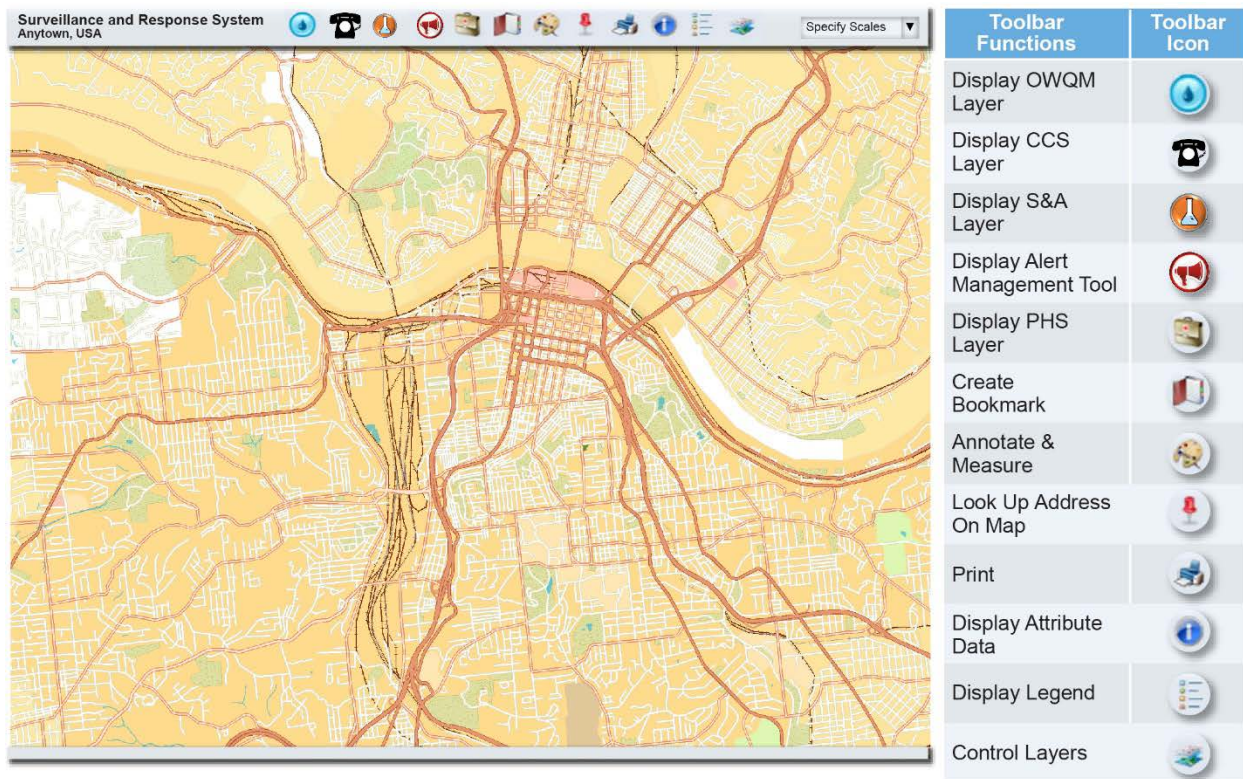 Surveillance and Response System
Anytown, USA
Specify Scales
Toolbar
Functions
Toolbar
Icon
Display OWQM
Layer
Display CCS
Layer
Display S&A
Layer
Display Alert
Management Tool
Display PHS
Layer
Create
Bookmark
Annotate &
Measure
Look Up Address
On Map
Print
Display Attribute
Data
Display Legend
Control Layers